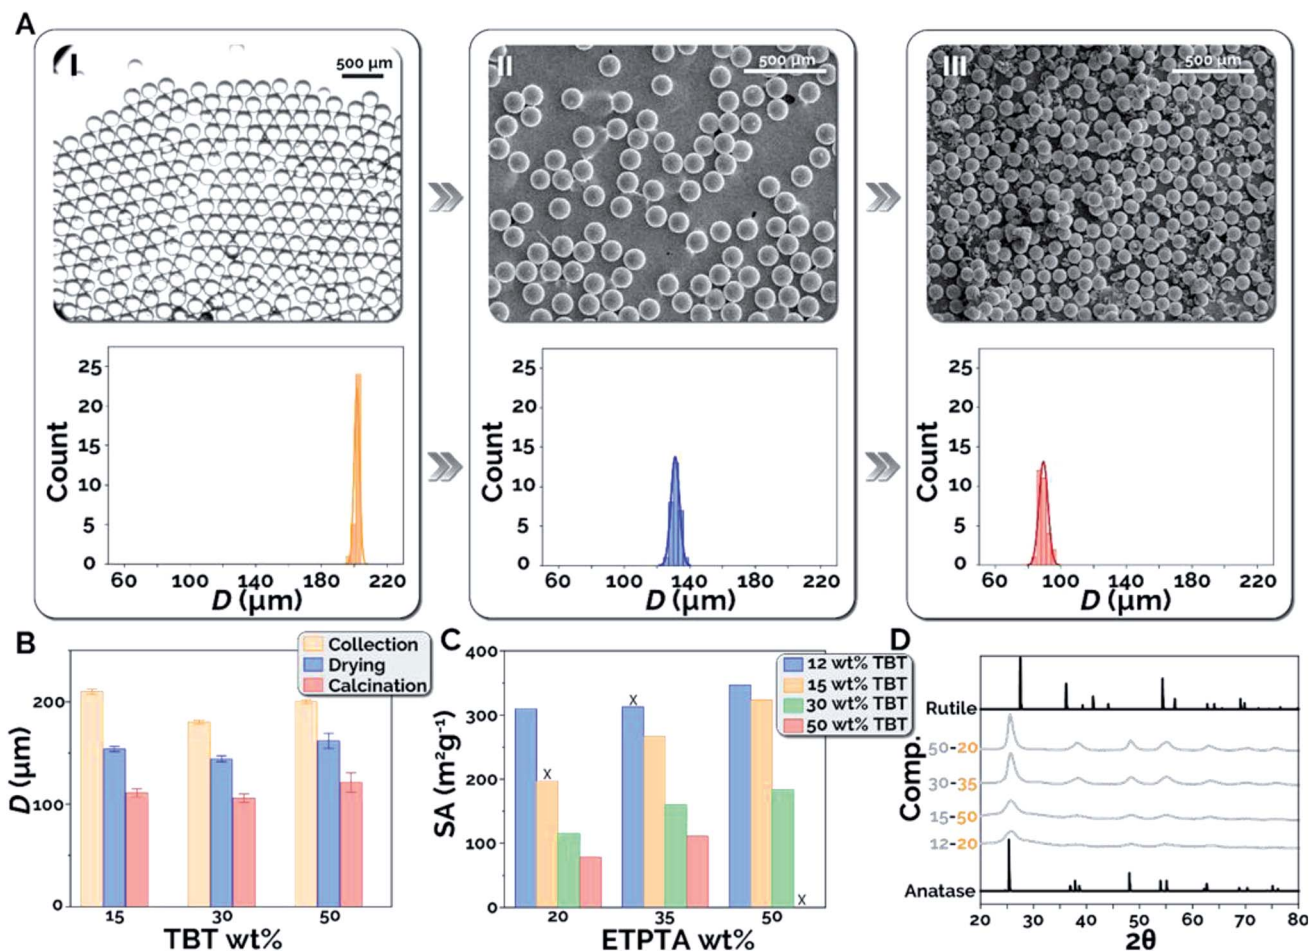 A
I
500 μm
II
500 μm
III
500 μm
Count
25
20
15
10
5
0
60
100
140
180
220
D (μm)
Count
25
20
15
10
5
0
60
100
140
180
220
D (μm)
Count
25
20
15
10
5
0
60
100
140
180
220
D (μm)
B
Collection
Drying
Calcination
D (μm)
200
100
0
15
30
50
TBT wt%
C
12 wt% TBT
15 wt% TBT
30 wt% TBT
50 wt% TBT
SA (m²g⁻¹)
400
300
200
100
0
X
X
X
20
35
50
ETPTA wt%
D
Comp.
Rutile
50-20
30-35
15-50
12-20
Anatase
20
30
40
50
60
70
80
2θ